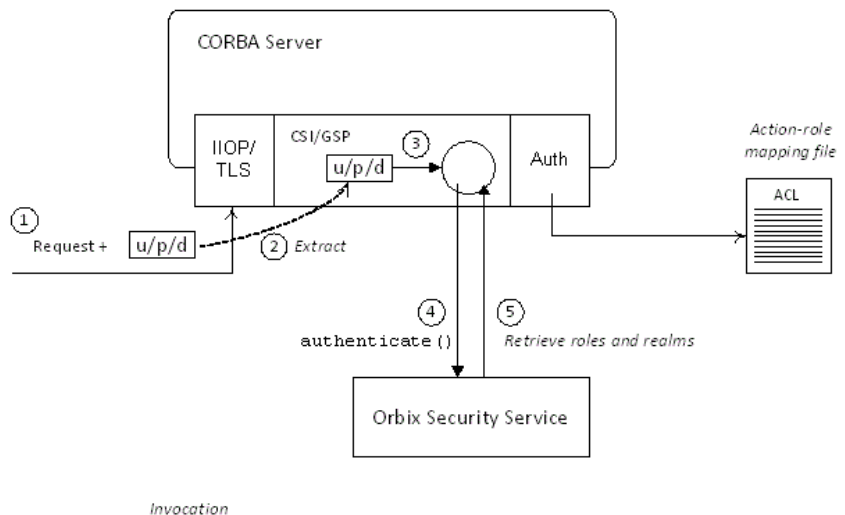 CORBA Server
IIOP/
TLS
CSI/GSP
u/p/d
3
Auth
Action-role
mapping file
ACL
1
Request +
u/p/d
2
Extract
4
authenticate()
5
Retrieve roles and realms
Orbix Security Service
Invocation